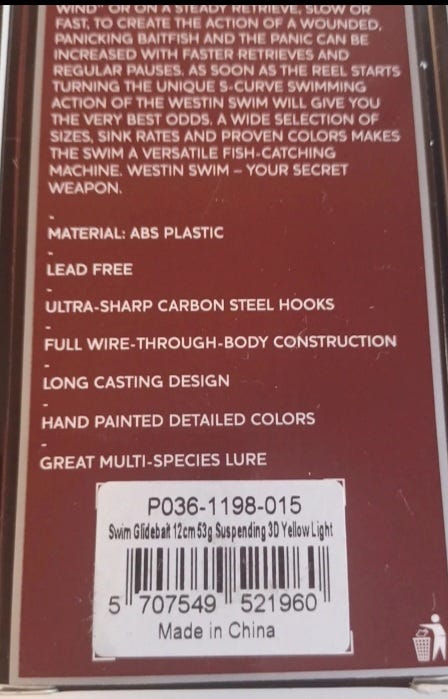 WIND" OR ON A STEADY RETRIEVE, SLOW OR
FAST, TO CREATE THE ACTION OF A WOUNDED,
PANICKING BAITFISH AND THE PANIC CAN BE
INCREASED WITH FASTER RETRIEVES AND
REGULAR PAUSES. AS SOON AS THE REEL STARTS
TURNING THE UNIQUE S-CURVE SWIMMING
ACTION OF THE WESTIN SWIM WILL GIVE YOU
THE VERY BEST ODDS. A WIDE SELECTION OF
SIZES, SINK RATES AND PROVEN COLORS MAKES
THE SWIM A VERSATILE FISH-CATCHING
MACHINE. WESTIN SWIM – YOUR SECRET
WEAPON.
-
MATERIAL: ABS PLASTIC
-
LEAD FREE
-
ULTRA-SHARP CARBON STEEL HOOKS
-
FULL WIRE-THROUGH-BODY CONSTRUCTION
-
LONG CASTING DESIGN
-
HAND PAINTED DETAILED COLORS
-
GREAT MULTI-SPECIES LURE
P036-1198-015
Swim Glidebait 12cm 53g Suspending 3D Yellow Light
5 707549 521960
Made in China